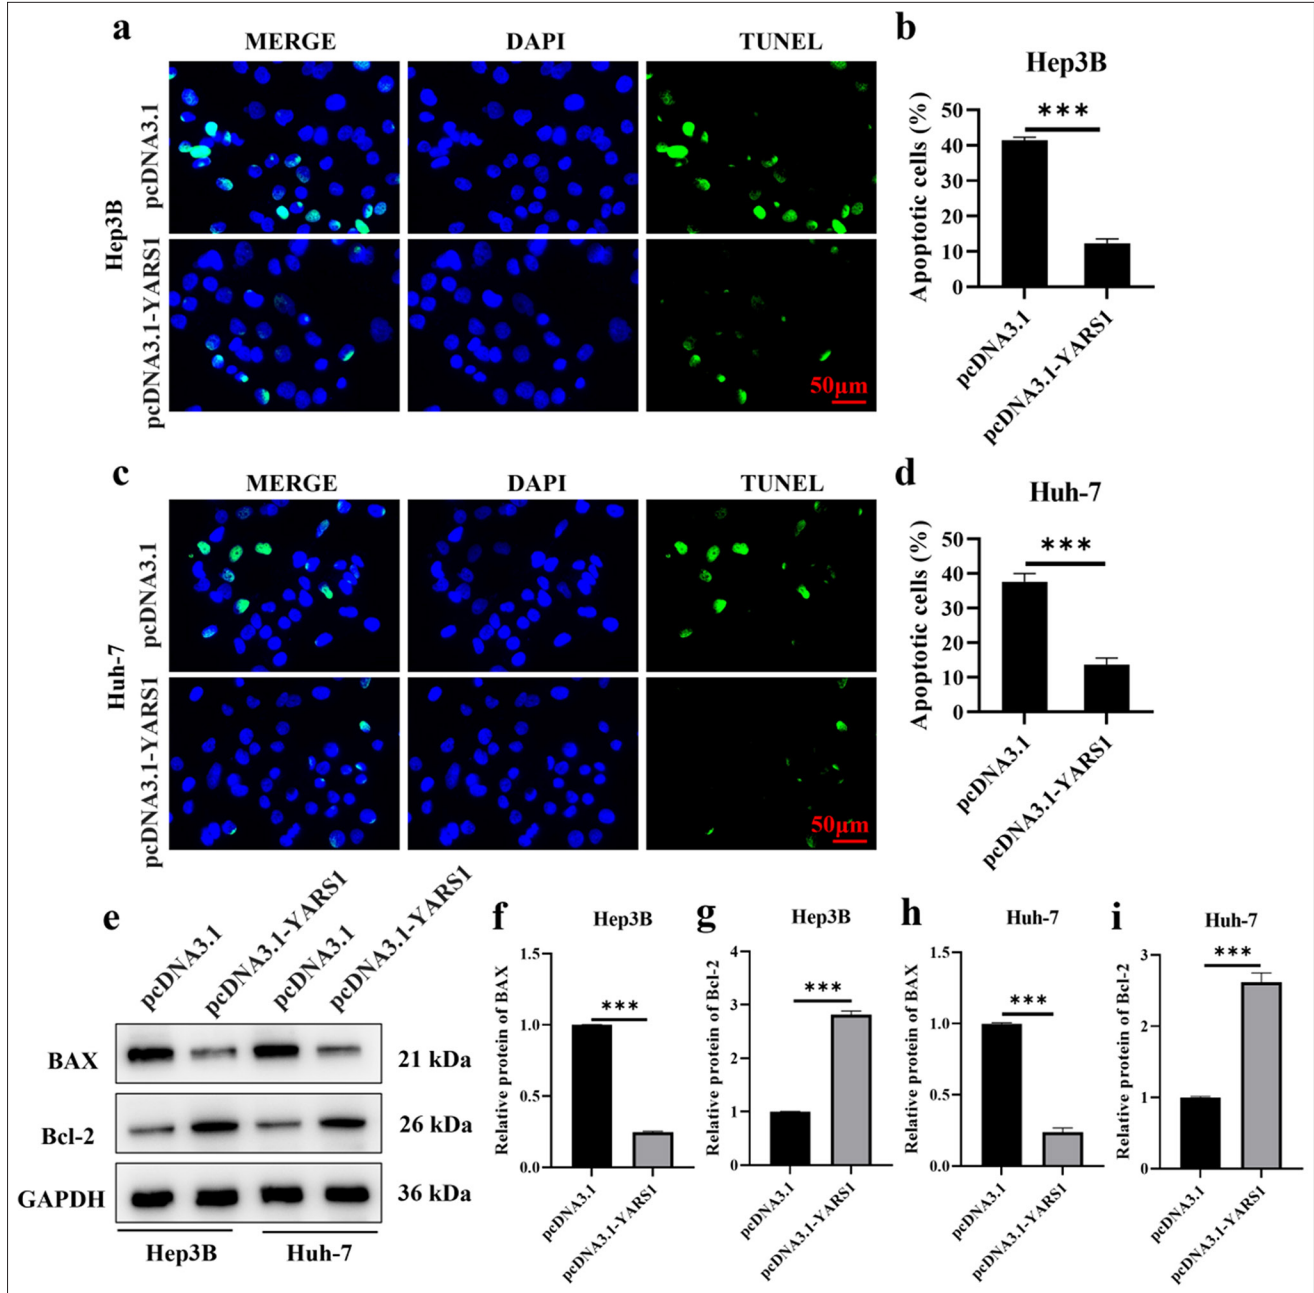 a
MERGE DAPI TUNEL
Hep3B
pcDNA3.1
pcDNA3.1-YARS1
50μm
b
Hep3B
Apoptotic cells (%)
50
40
30
20
10
0
***
pcDNA3.1
pcDNA3.1-YARS1
c
MERGE DAPI TUNEL
Huh-7
pcDNA3.1
pcDNA3.1-YARS1
50μm
d
Huh-7
Apoptotic cells (%)
50
40
30
20
10
0
***
pcDNA3.1
pcDNA3.1-YARS1
e
pcDNA3.1
pcDNA3.1-YARS1
pcDNA3.1
pcDNA3.1-YARS1
BAX 21 kDa
Bcl-2 26 kDa
GAPDH 36 kDa
Hep3B Huh-7
f
Hep3B
Relative protein of BAX
1.5
1.0
0.5
0.0
***
pcDNA3.1
pcDNA3.1-YARS1
g
Hep3B
Relative protein of Bcl-2
4
3
2
1
0
***
pcDNA3.1
pcDNA3.1-YARS1
h
Huh-7
Relative protein of BAX
1.5
1.0
0.5
0.0
***
pcDNA3.1
pcDNA3.1-YARS1
i
Huh-7
Relative protein of Bcl-2
3
2
1
0
***
pcDNA3.1
pcDNA3.1-YARS1